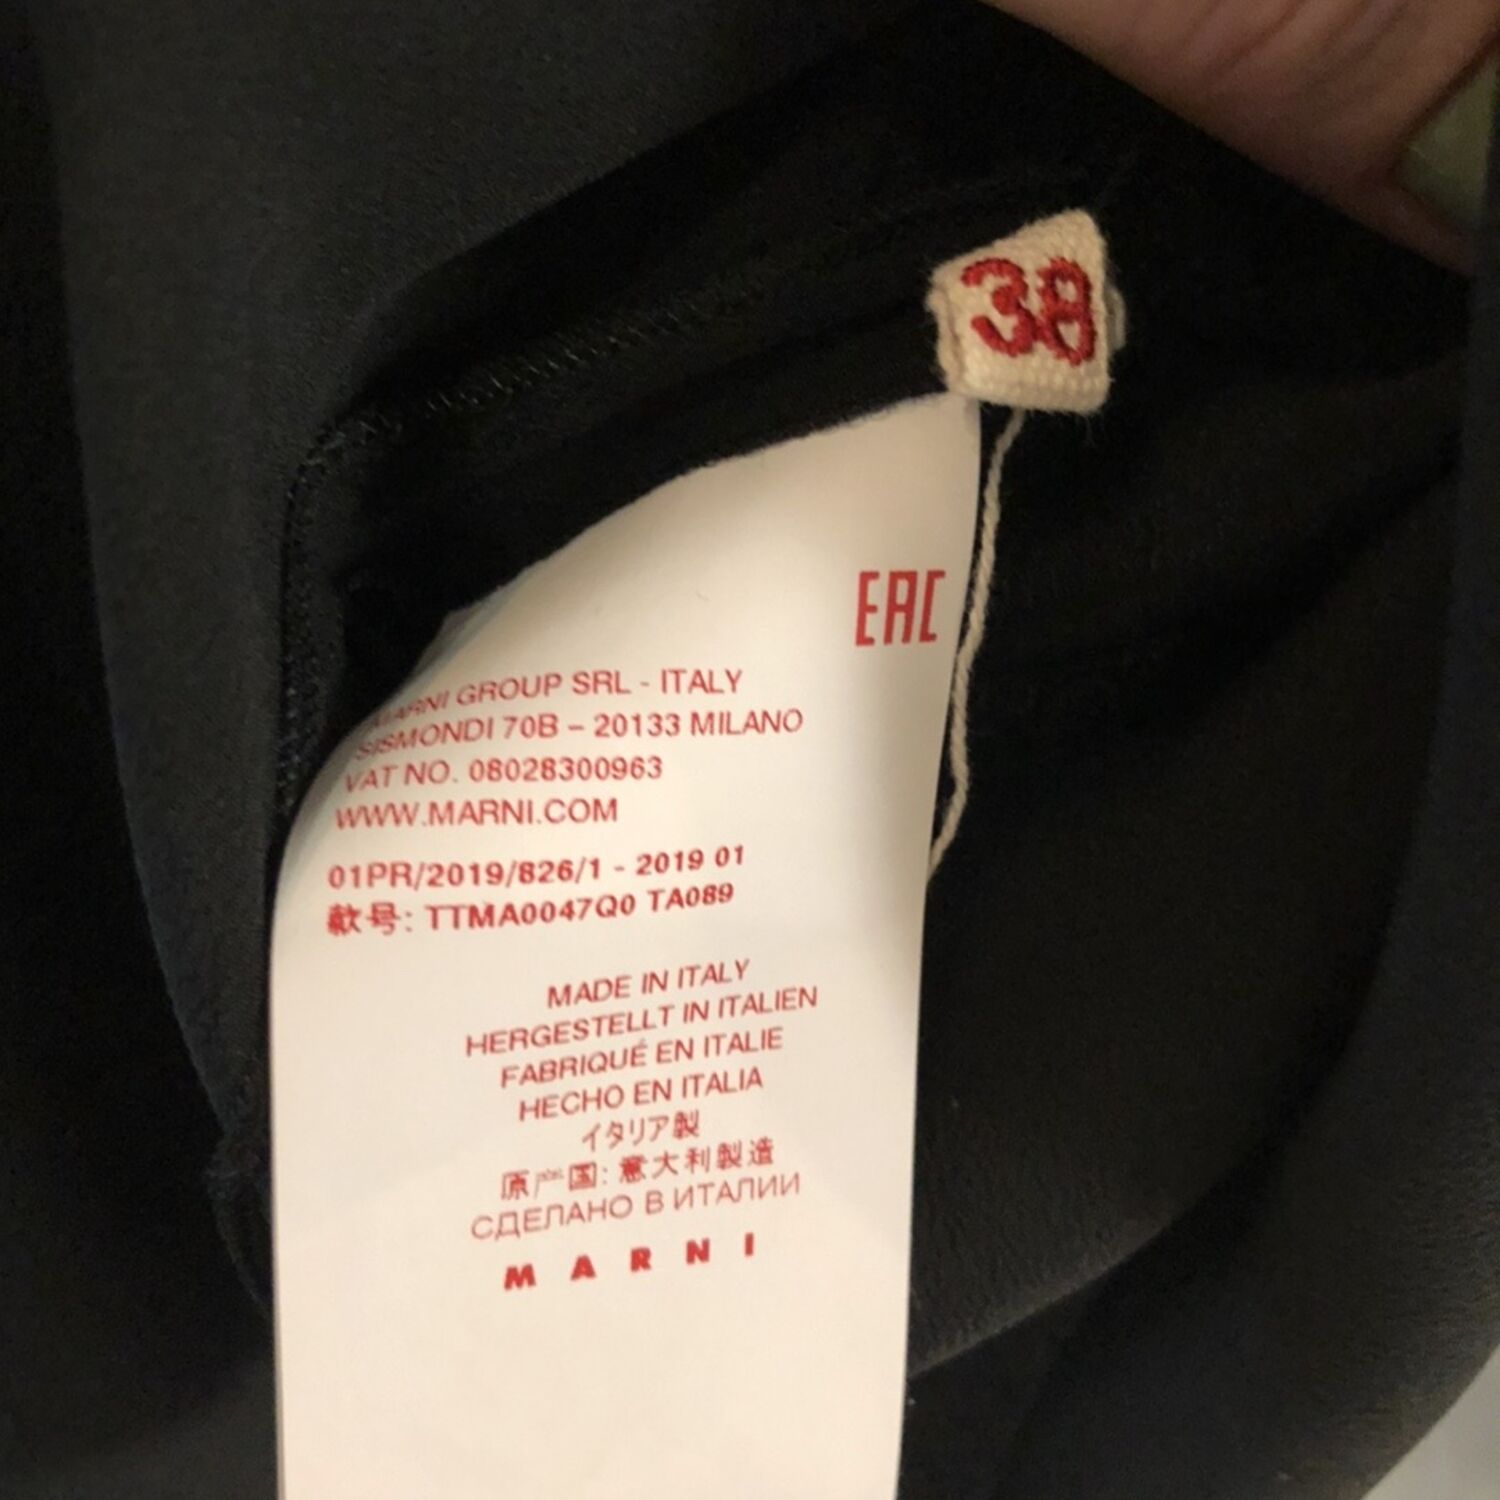 38
EAC
MARNI GROUP SRL - ITALY
SISMONDI 70B – 20133 MILANO
VAT NO. 08028300963
WWW.MARNI.COM
01PR/2019/826/1 - 2019 01
款号: TTMA0047Q0 TA089
MADE IN ITALY
HERGESTELLT IN ITALIEN
FABRIQUÉ EN ITALIE
HECHO EN ITALIA
イタリア製
原产国: 意大利製造
СДЕЛАНО В ИТАЛИИ
MARNI